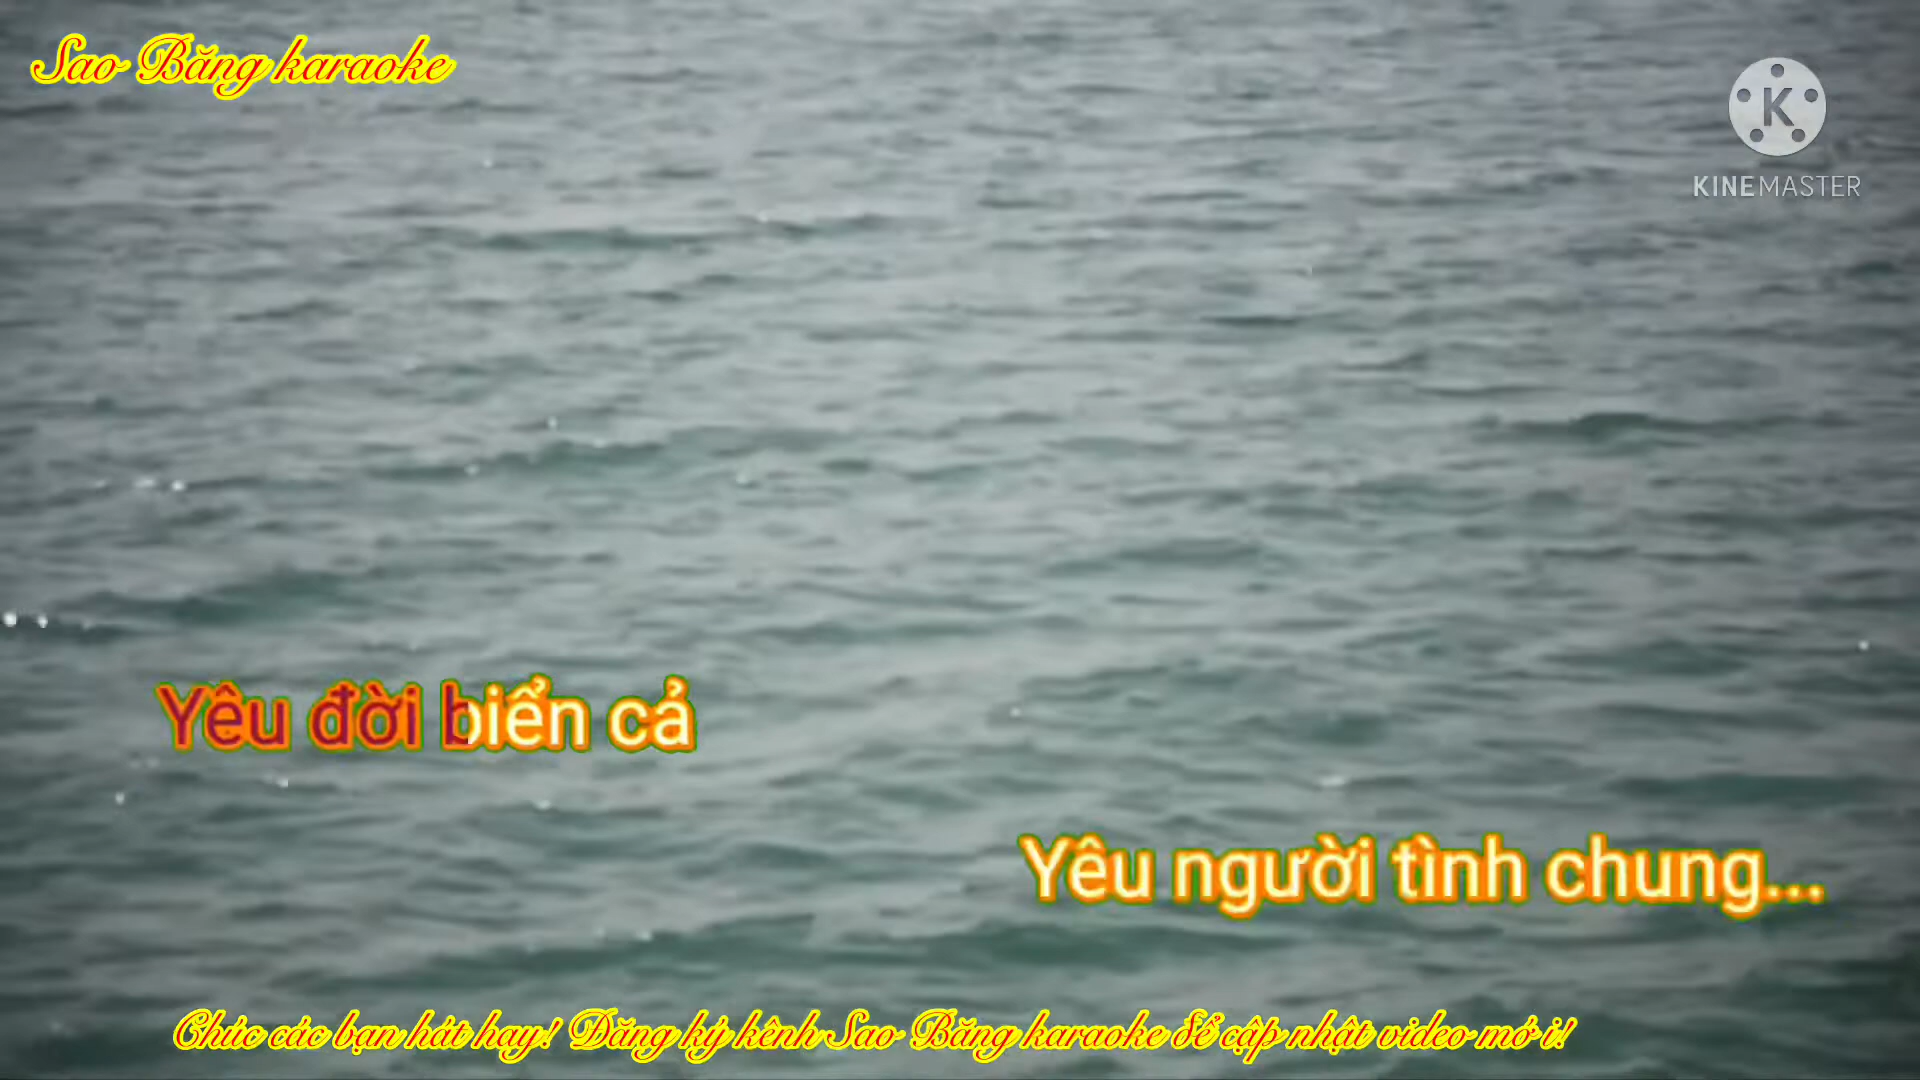 Sao Băng karaoke
KINEMASTER
Yêu đời biển cả
Yêu người tình chung...
Chúc các bạn hát hay! Đăng ký kênh Sao Băng karaoke để cập nhật video mới!